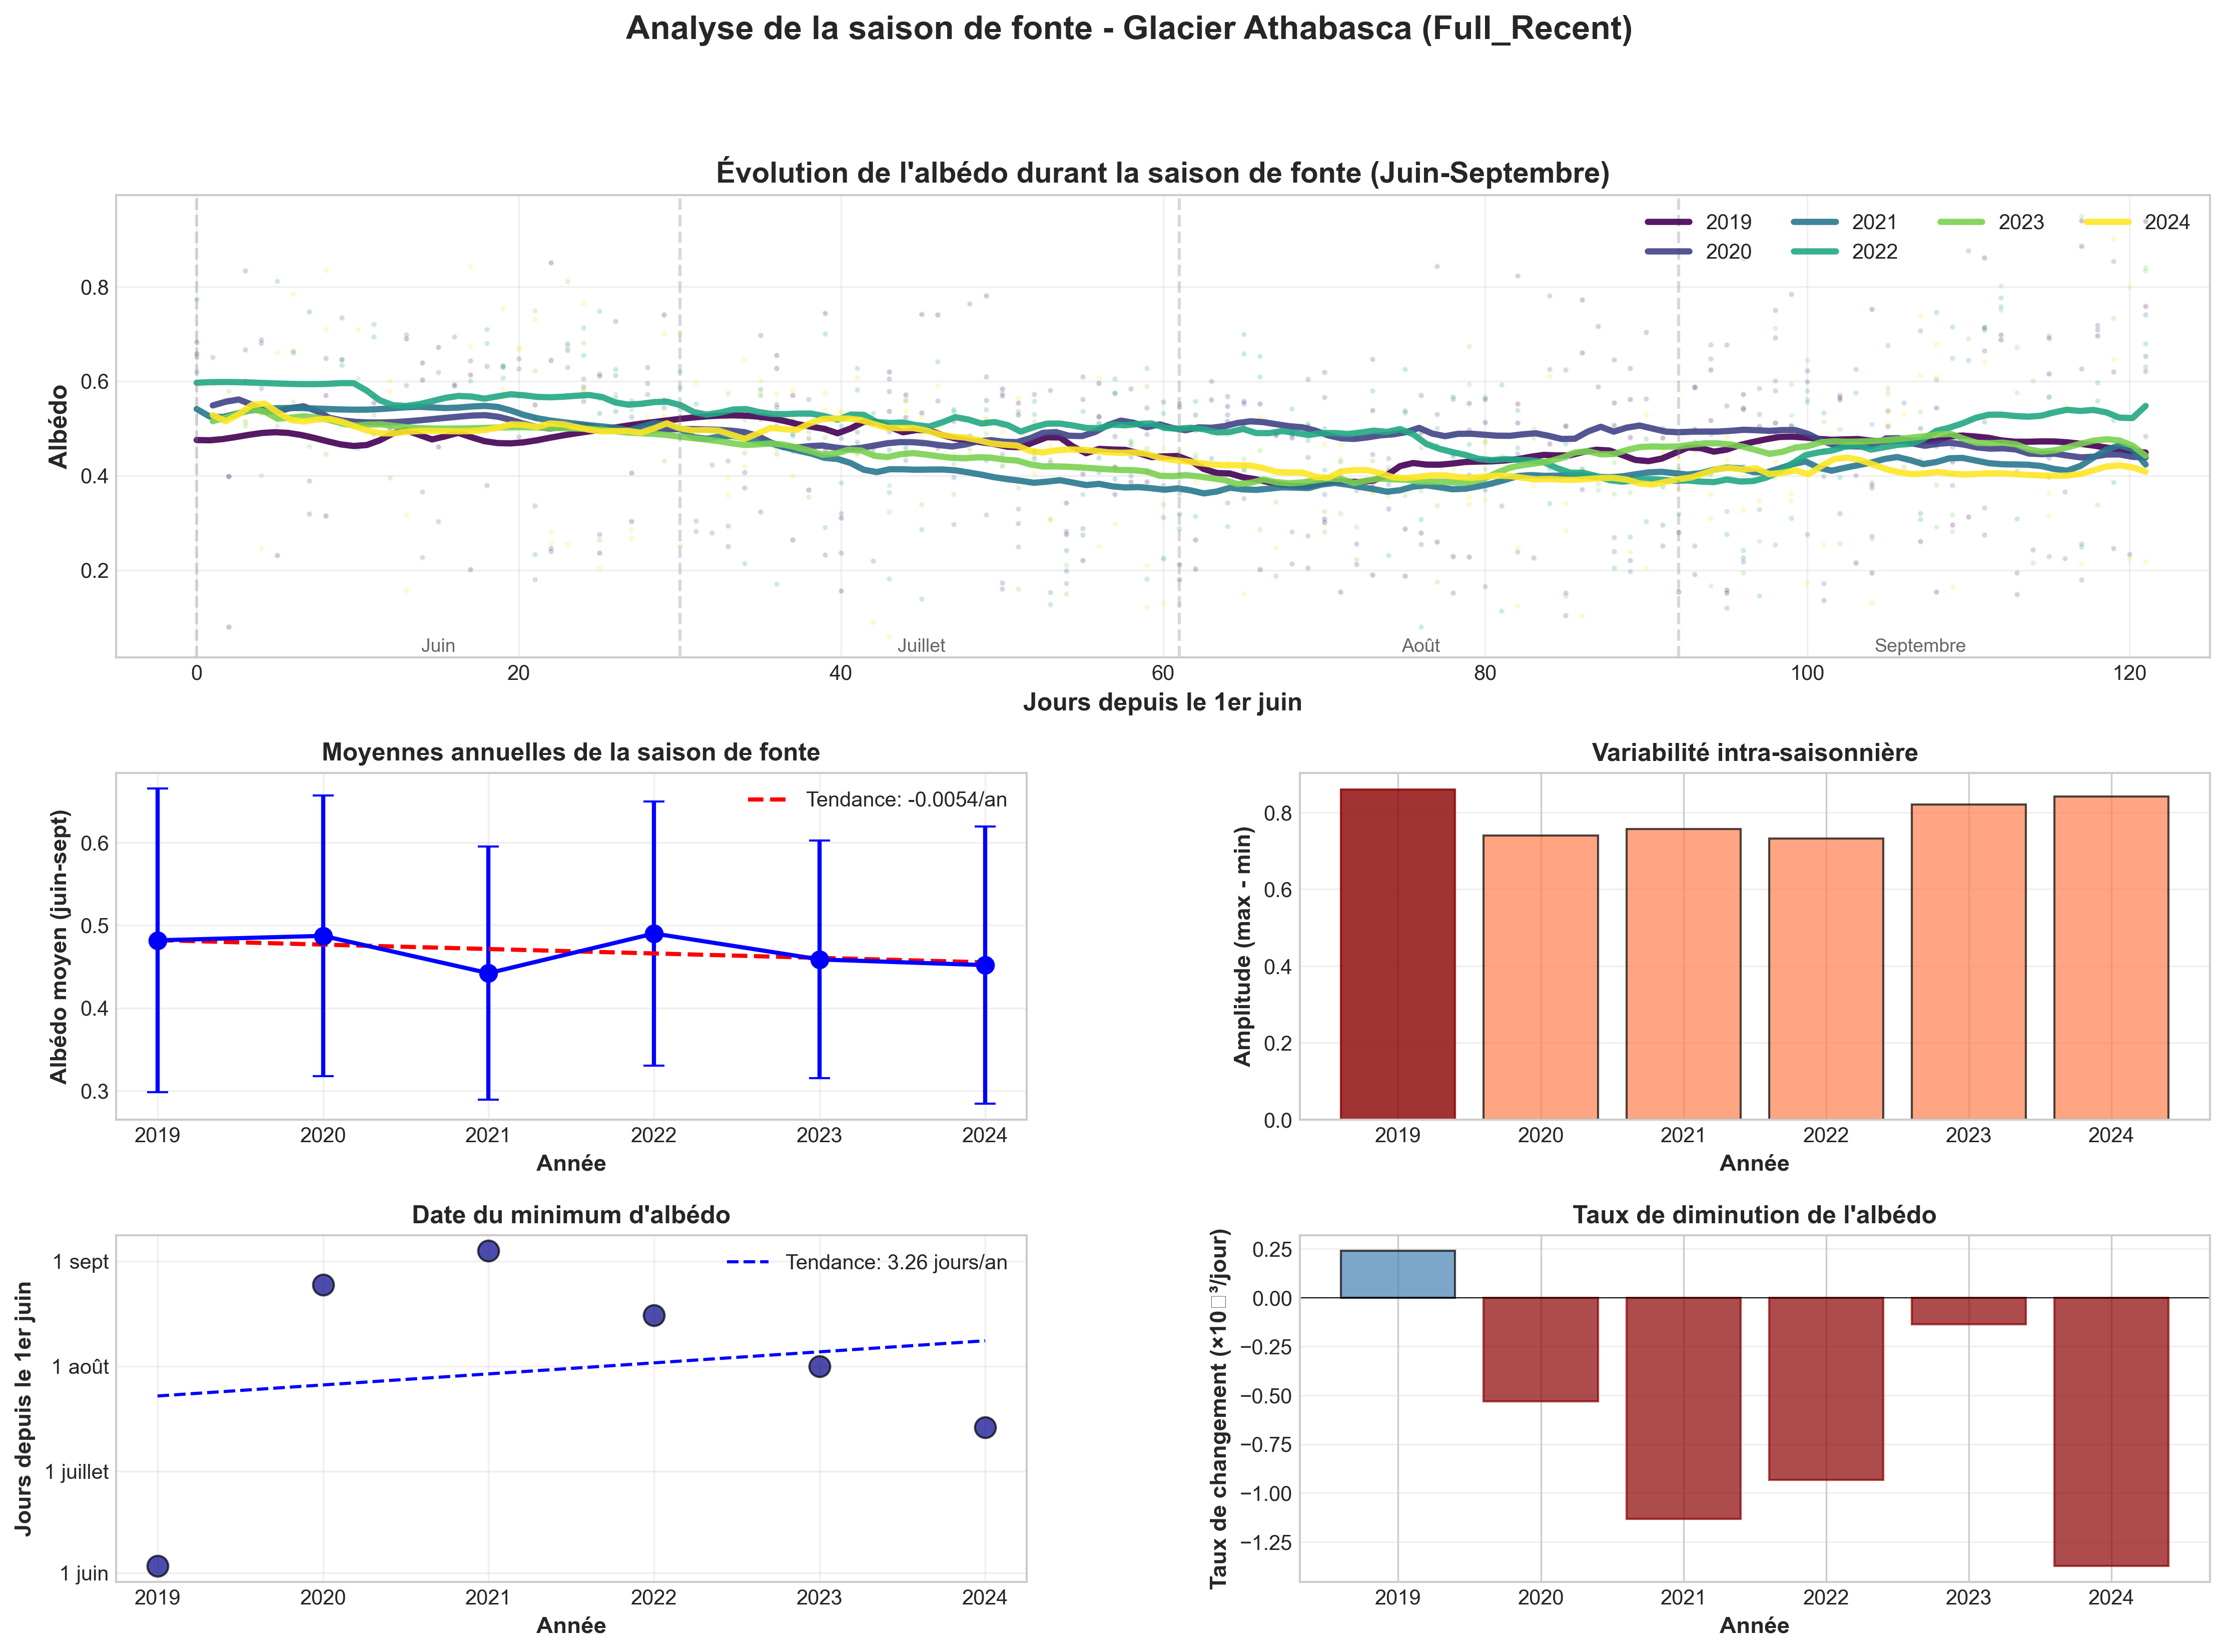 Analyse de la saison de fonte - Glacier Athabasca (Full_Recent)
Évolution de l'albédo durant la saison de fonte (Juin-Septembre)
Albédo
0.8
0.6
0.4
0.2
2019
2021
2023
2024
2020
2022
Juin
Juillet
Août
Septembre
0
20
40
60
80
100
120
Jours depuis le 1er juin
Moyennes annuelles de la saison de fonte
Albédo moyen (juin-sept)
0.6
0.5
0.4
0.3
Tendance: -0.0054/an
2019
2020
2021
2022
2023
2024
Année
Variabilité intra-saisonnière
Amplitude (max - min)
0.8
0.6
0.4
0.2
0.0
2019
2020
2021
2022
2023
2024
Année
Date du minimum d'albédo
Jours depuis le 1er juin
1 sept
1 août
1 juillet
1 juin
Tendance: 3.26 jours/an
2019
2020
2021
2022
2023
2024
Année
Taux de diminution de l'albédo
Taux de changement (×10□³/jour)
0.25
0.00
−0.25
−0.50
−0.75
−1.00
−1.25
2019
2020
2021
2022
2023
2024
Année